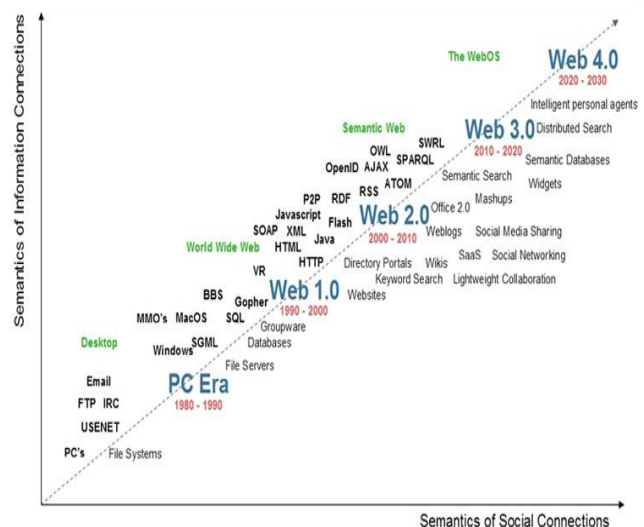 Semantics of Information Connections
The WebOS
Web 4.0
2020 - 2030
Intelligent personal agents
Semantic Web
SWRL
Web 3.0
Distributed Search
2010 - 2020
OWL
SPARQL
OpenID
AJAX
Semantic Databases
Semantic Search
ATOM
RSS
Widgets
P2P
RDF
Mashups
Office 2.0
Javascript
Flash
Web 2.0
2000 - 2010
SOAP
XML
Java
Weblogs
Social Media Sharing
World Wide Web
HTML
HTTP
Directory Portals
Wikis
SaaS
Social Networking
VR
Keyword Search
Lightweight Collaboration
BBS
Gopher
Web 1.0
1990 - 2000
Websites
MMO's
MacOS
SQL
Groupware
Desktop
SGML
Databases
Windows
File Servers
Email
PC Era
1980 - 1990
FTP
IRC
USENET
PC's
File Systems
Semantics of Social Connections